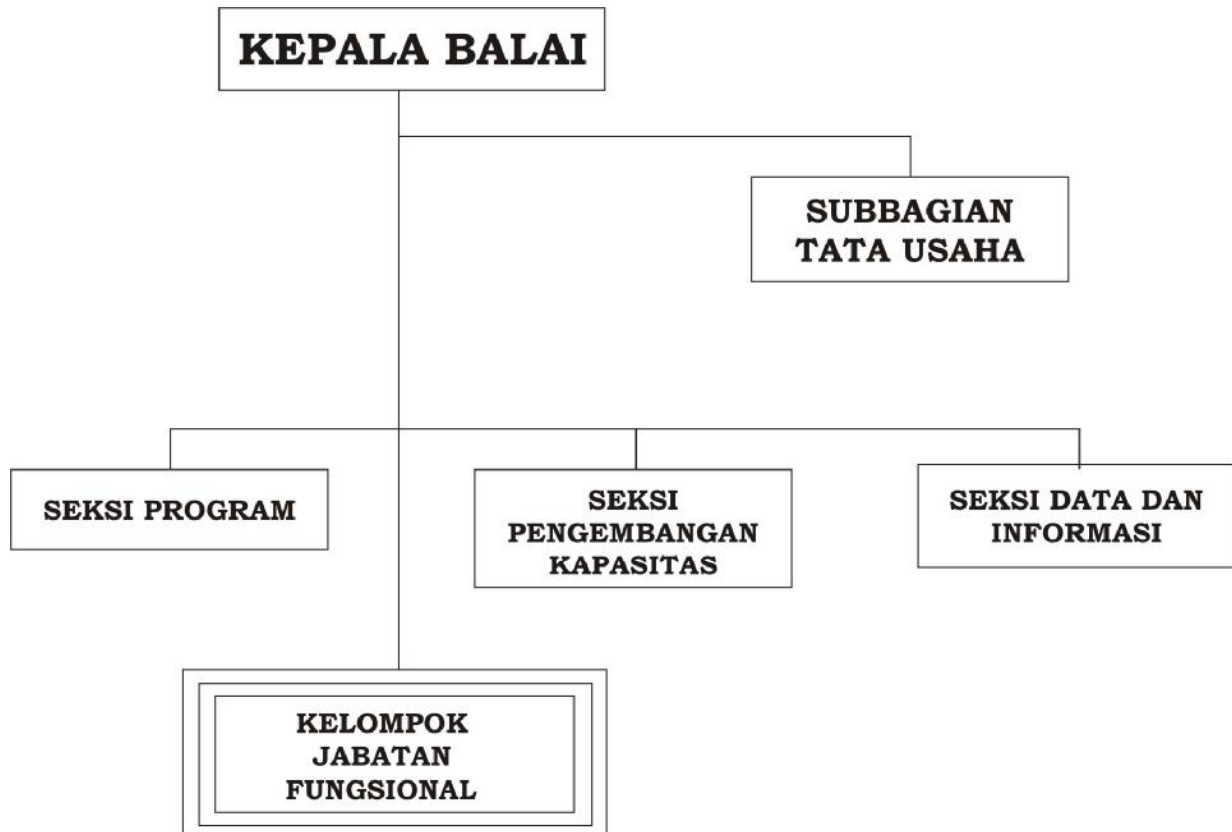 KEPALA BALAI
SUBBAGIAN
TATA USAHA
SEKSI PROGRAM
SEKSI
PENGEMBANGAN
KAPASITAS
SEKSI DATA DAN
INFORMASI
KELOMPOK
JABATAN
FUNGSIONAL